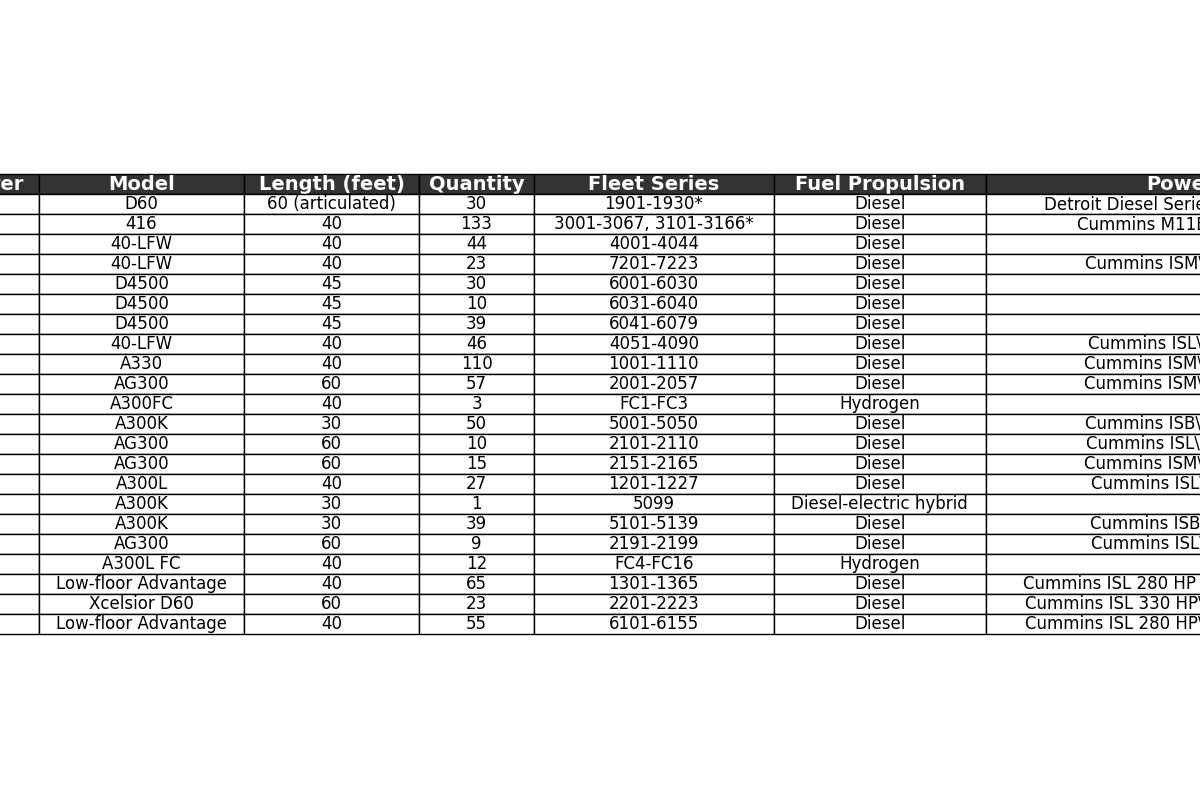 er Model Length (feet) Quantity Fleet Series Fuel Propulsion Powe
D60 60 (articulated) 30 1901-1930* Diesel Detroit Diesel Serie
416 40 133 3001-3067, 3101-3166* Diesel Cummins M11
40-LFW 40 44 4001-4044 Diesel
40-LFW 40 23 7201-7223 Diesel Cummins ISM
D4500 45 30 6001-6030 Diesel
D4500 45 10 6031-6040 Diesel
D4500 45 39 6041-6079 Diesel
40-LFW 40 46 4051-4090 Diesel Cummins ISL
A330 40 110 1001-1110 Diesel Cummins ISM
AG300 60 57 2001-2057 Diesel Cummins ISM
A300FC 40 3 FC1-FC3 Hydrogen
A300K 30 50 5001-5050 Diesel Cummins ISB
AG300 60 10 2101-2110 Diesel Cummins ISL
AG300 60 15 2151-2165 Diesel Cummins ISM
A300L 40 27 1201-1227 Diesel Cummins ISL
A300K 30 1 5099 Diesel-electric hybrid
A300K 30 39 5101-5139 Diesel Cummins ISB
AG300 60 9 2191-2199 Diesel Cummins ISL
A300L FC 40 12 FC4-FC16 Hydrogen
Low-floor Advantage 40 65 1301-1365 Diesel Cummins ISL 280 HP
Xcelsior D60 60 23 2201-2223 Diesel Cummins ISL 330 HP
Low-floor Advantage 40 55 6101-6155 Diesel Cummins ISL 280 HP